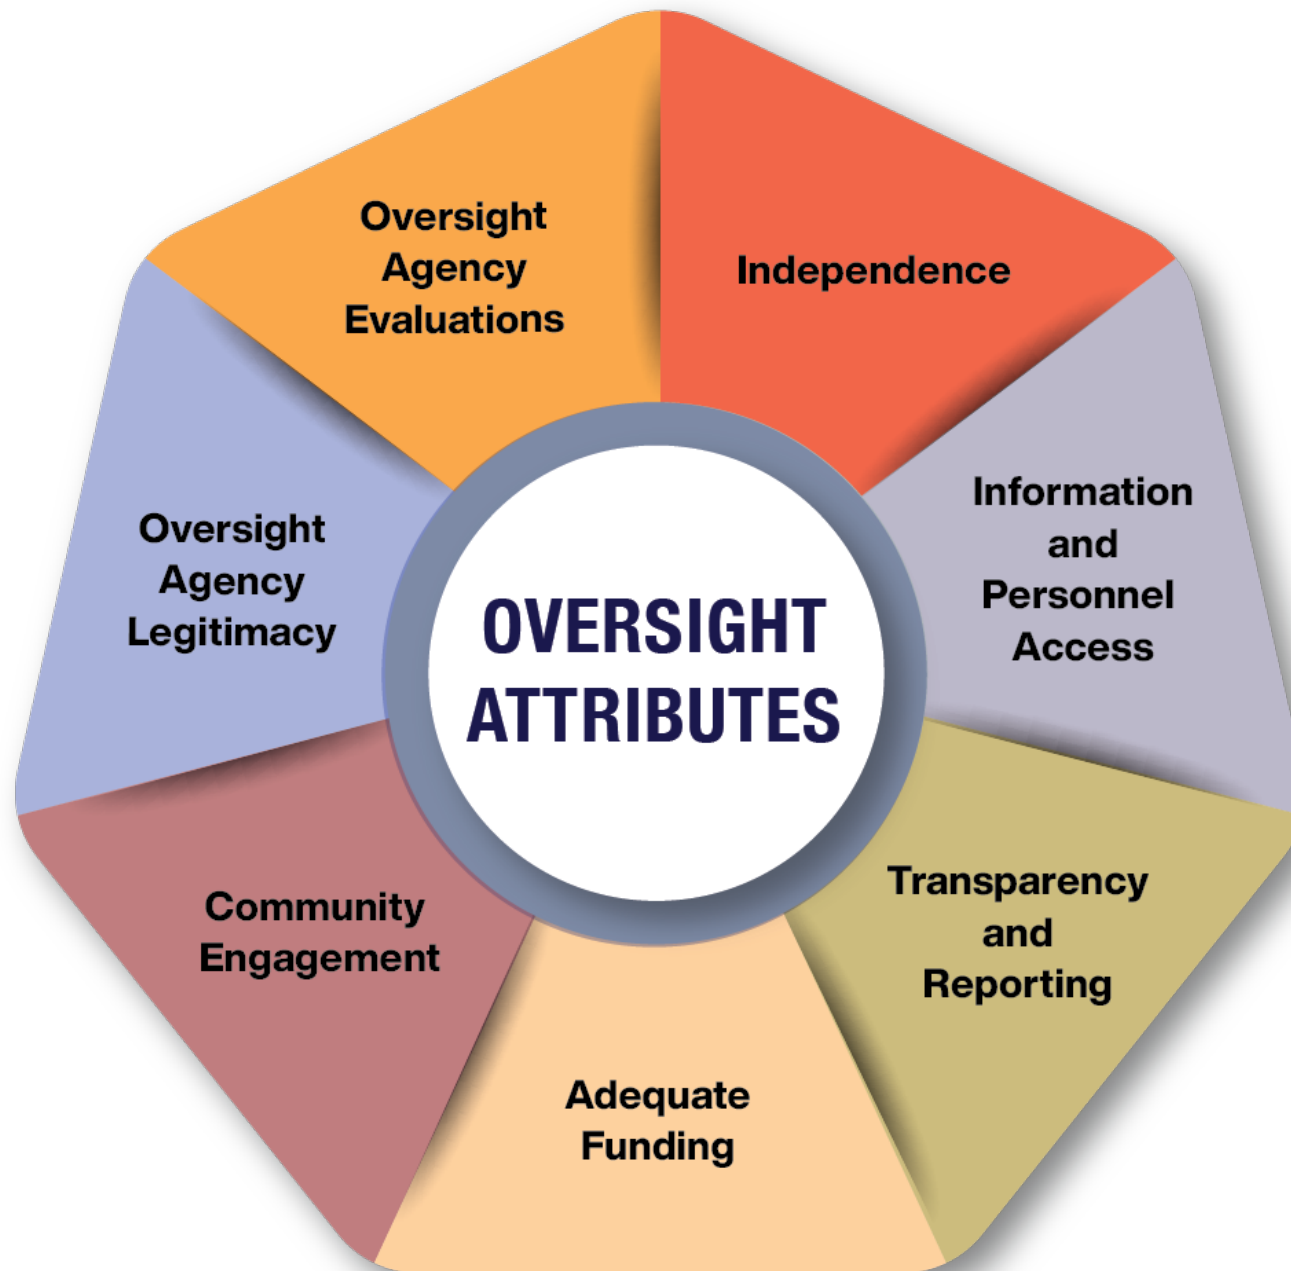 Oversight
Agency
Evaluations
Independence
Information
and
Personnel
Access
Transparency
and
Reporting
Adequate
Funding
Community
Engagement
Oversight
Agency
Legitimacy
OVERSIGHT
ATTRIBUTES